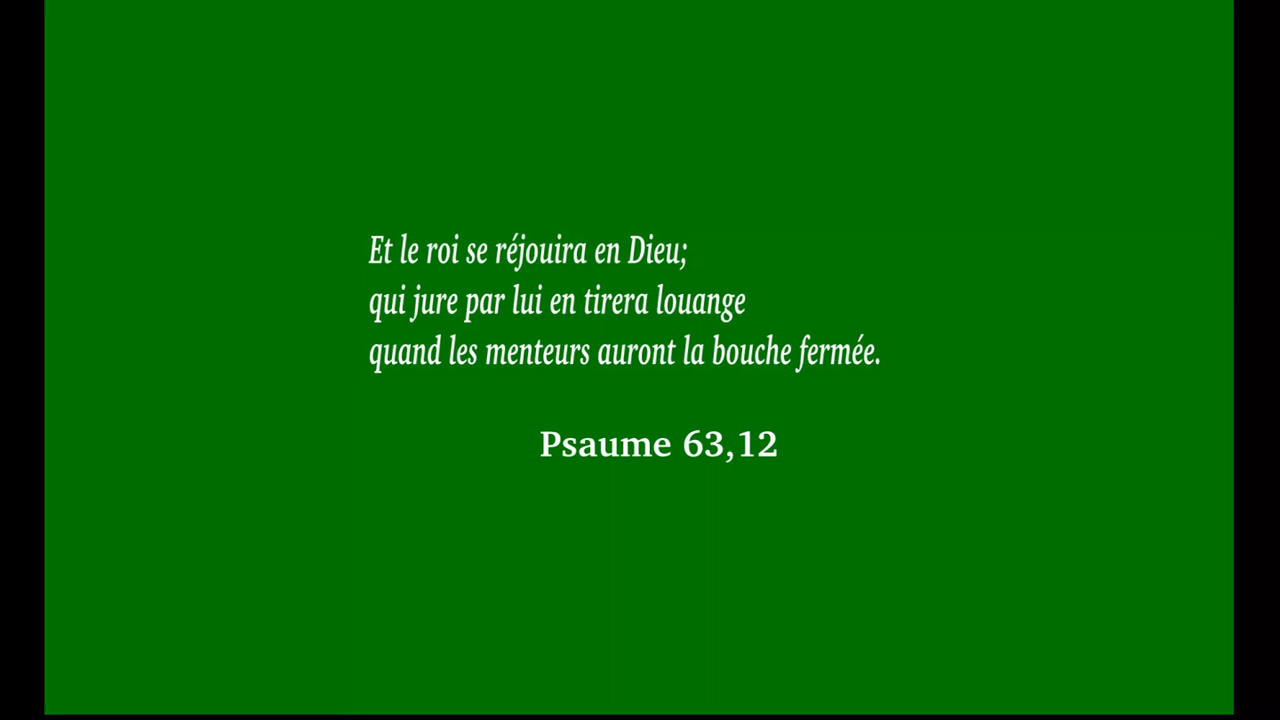 Et le roi se réjouira en Dieu;
qui jure par lui en tirera louange
quand les menteurs auront la bouche fermée.
Psaume 63,12